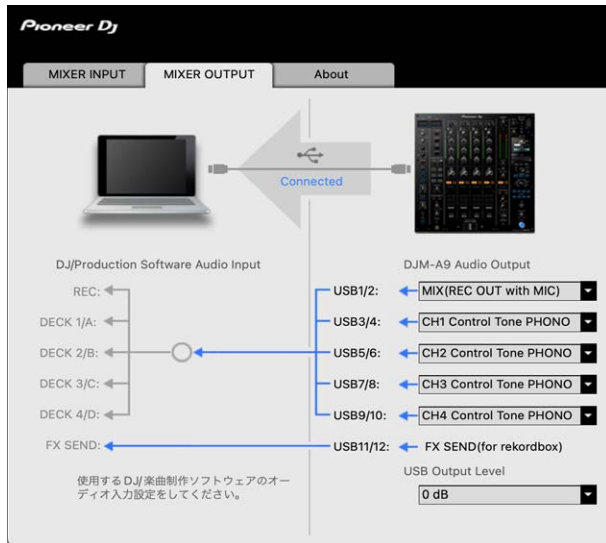 Pioneer Dj
MIXER INPUT
MIXER OUTPUT
About
Connected
DJ/Production Software Audio Input
DJM-A9 Audio Output
REC:
USB1/2:
MIX(REC OUT with MIC)
DECK 1/A:
USB3/4:
CH1 Control Tone PHONO
DECK 2/B:
USB5/6:
CH2 Control Tone PHONO
DECK 3/C:
USB7/8:
CH3 Control Tone PHONO
DECK 4/D:
USB9/10:
CH4 Control Tone PHONO
FX SEND:
USB11/12:
FX SEND(for rekordbox)
使用するDJ/楽曲制作ソフトウェアのオー
ディオ入力設定をしてください。
USB Output Level
0 dB